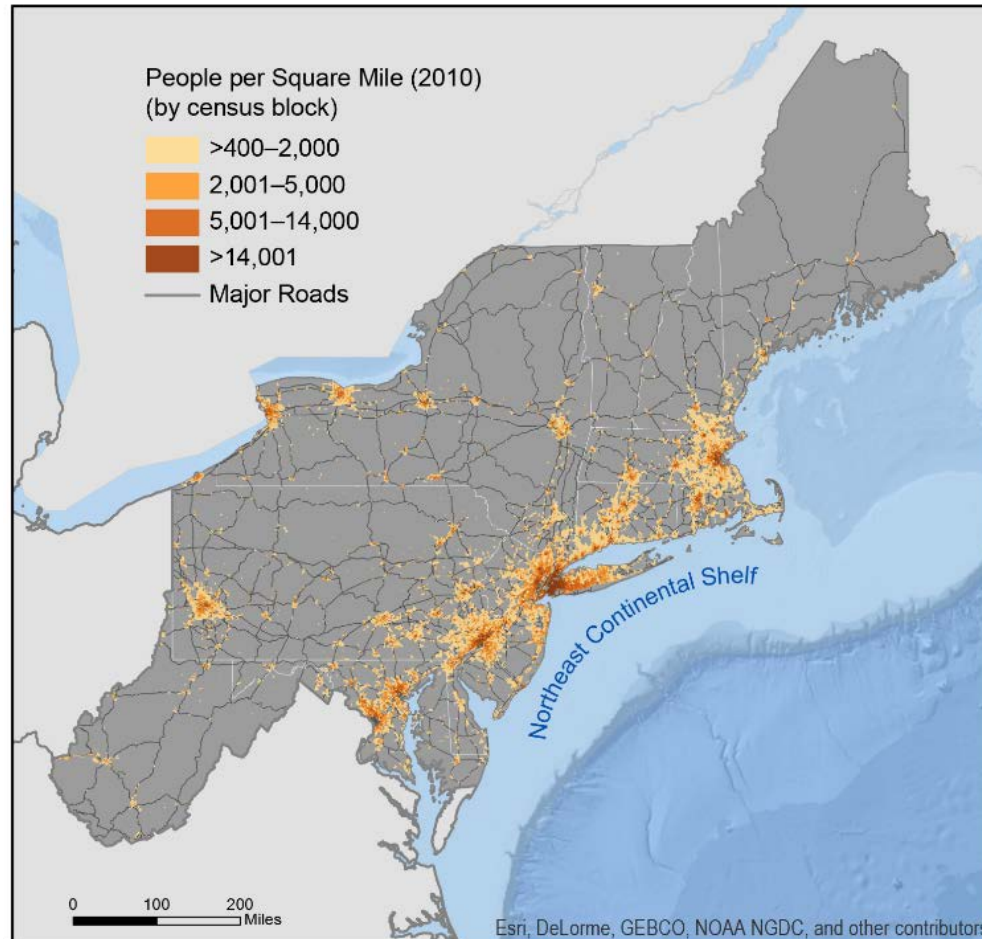 People per Square Mile (2010)
(by census block)
>400–2,000
2,001–5,000
5,001–14,000
>14,001
Major Roads
Northeast Continental Shelf
0 100 200
Miles
Esri, DeLorme, GEBCO, NOAA NGDC, and other contributors